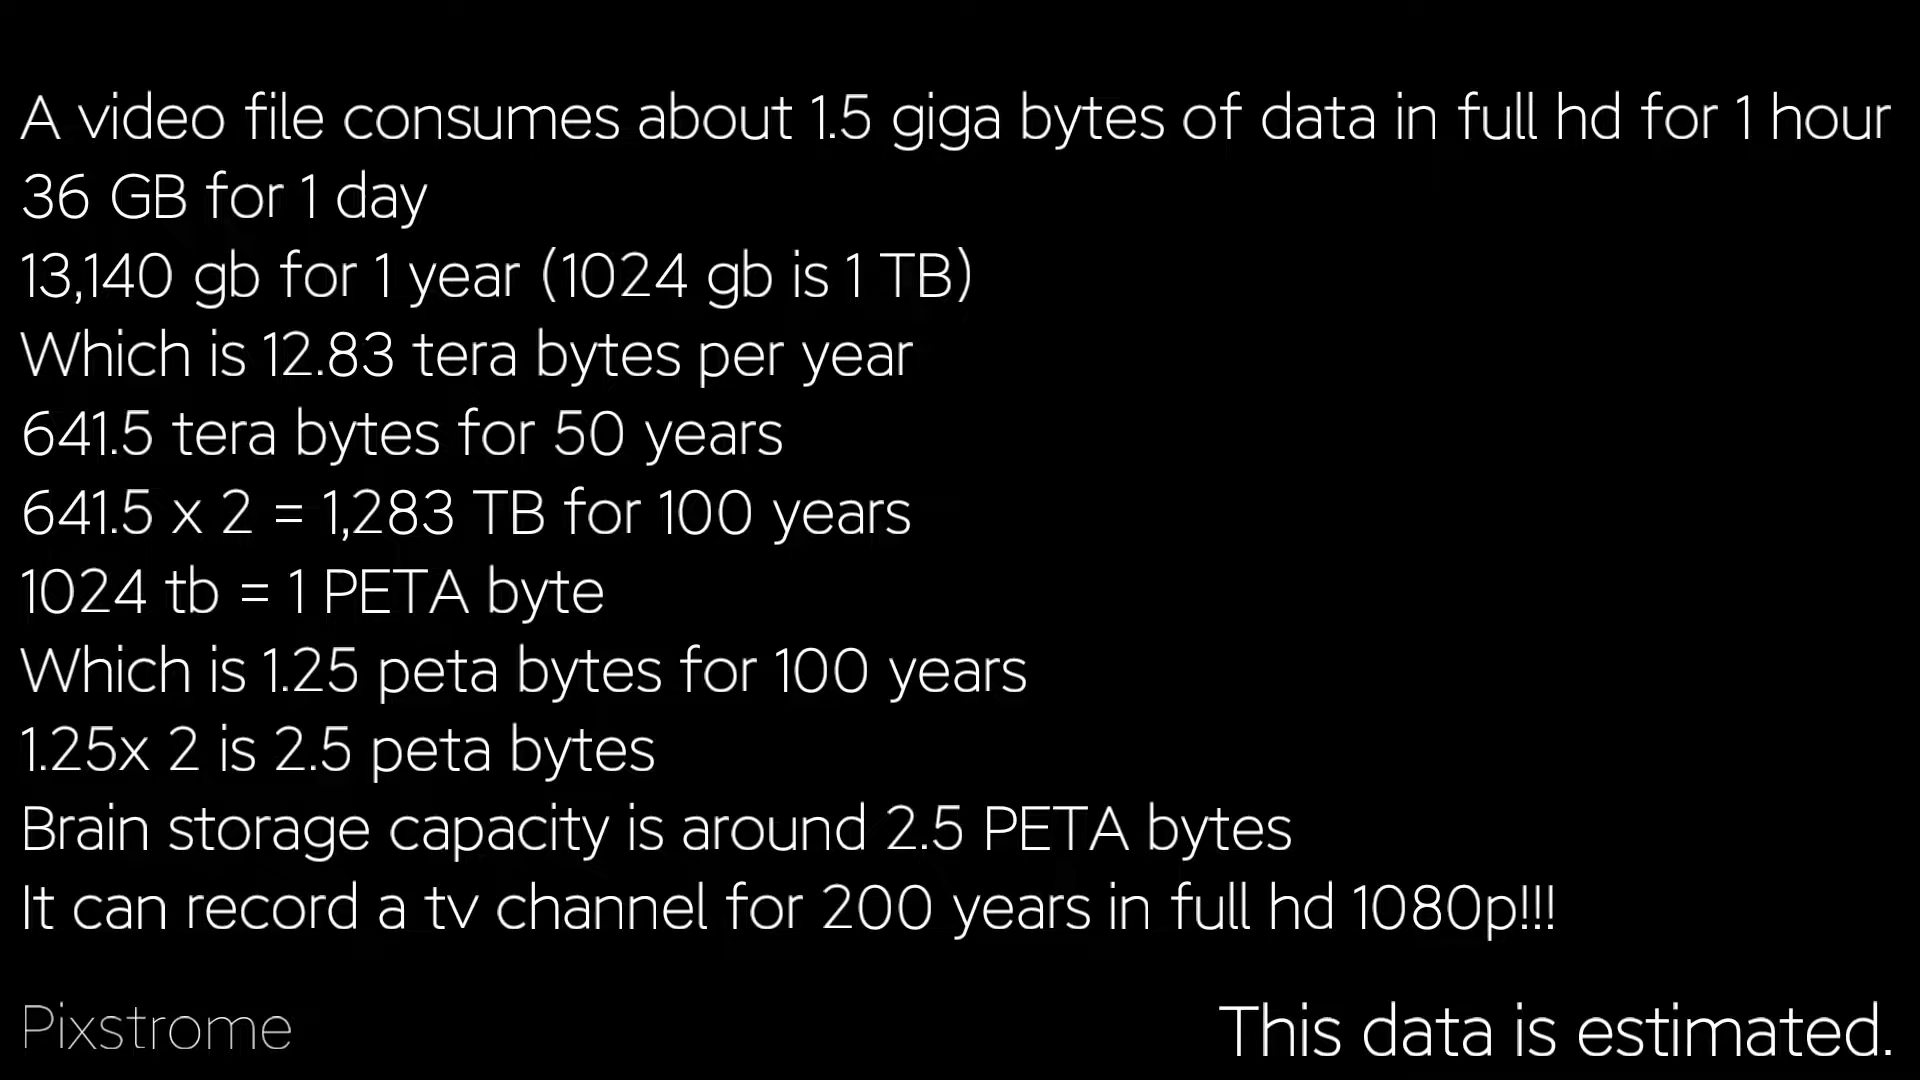 A video file consumes about 1.5 giga bytes of data in full hd for 1 hour
36 GB for 1 day
13,140 gb for 1 year (1024 gb is 1 TB)
Which is 12.83 tera bytes per year
641.5 tera bytes for 50 years
641.5 x 2 = 1,283 TB for 100 years
1024 tb = 1 PETA byte
Which is 1.25 peta bytes for 100 years
1.25x 2 is 2.5 peta bytes
Brain storage capacity is around 2.5 PETA bytes
It can record a tv channel for 200 years in full hd 1080p!!!
Pixstrome
This data is estimated.